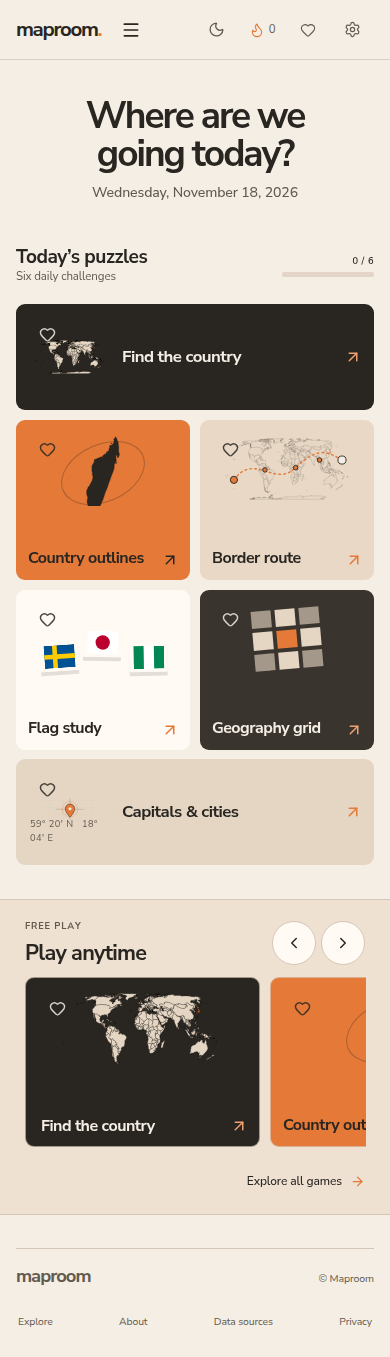 maproom.
0
Where are we
going today?
Wednesday, November 18, 2026
Today’s puzzles
Six daily challenges
0 / 6
Find the country
Country outlines
Border route
Flag study
Geography grid
59° 20′ N 18°
04′ E
Capitals & cities
FREE PLAY
Play anytime
Find the country
Country out
Explore all games
maproom
© Maproom
Explore About Data sources Privacy